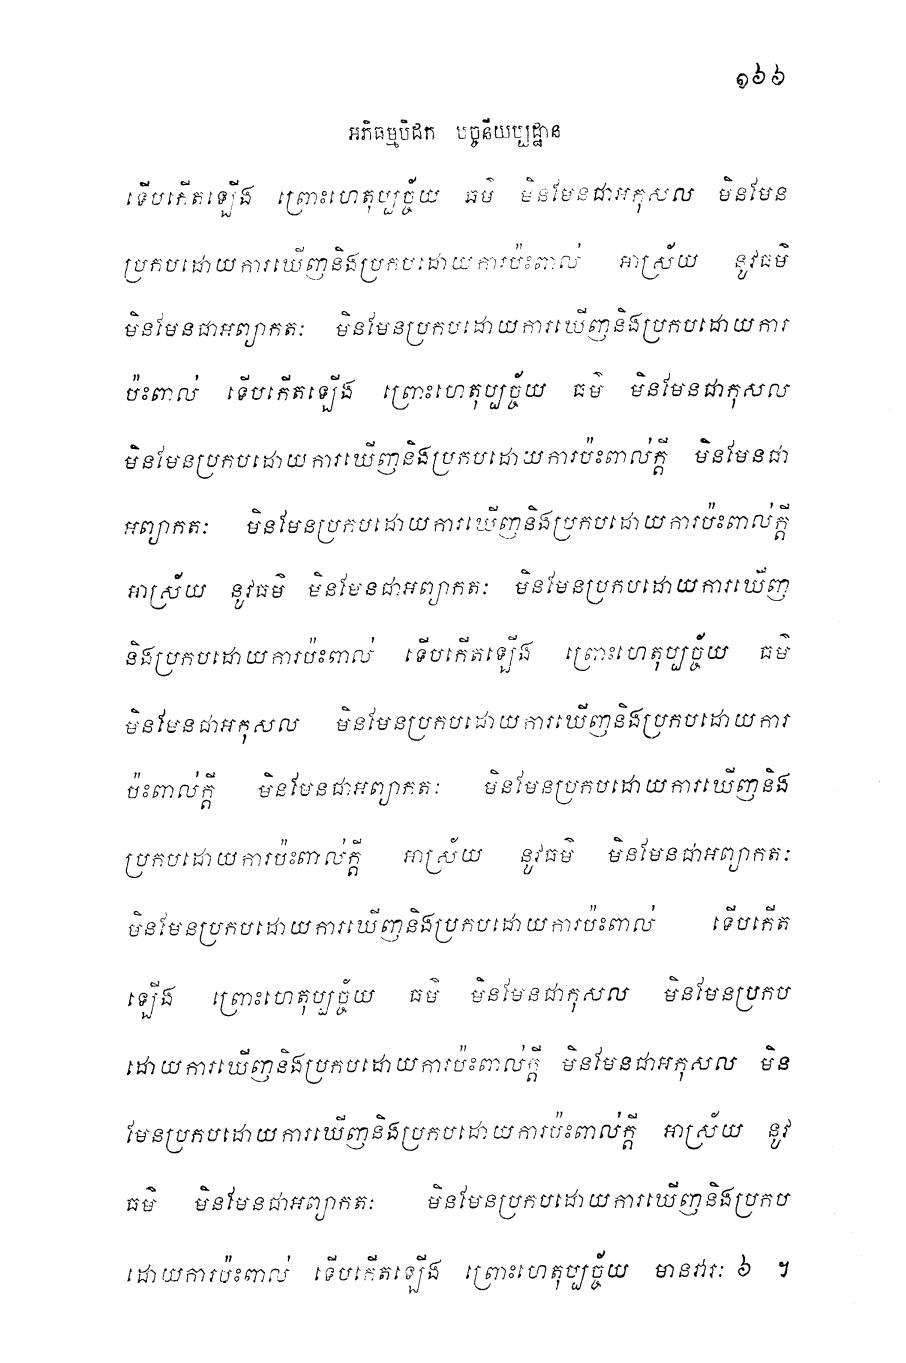 ១៦៦
អភិធម្មបិដក បច្ចនីយប្បដ្ឋាន
ទើបកើតឡើង ព្រោះហេតុប្បច្ច័យ ធម៌ មិនមែនជាអកុសល មិនមែន
ប្រកបដោយការឃើញនិងប្រកបដោយការប៉ះពាល់ អាស្រ័យ នូវធម៌
មិនមែនជាអព្យាកតៈ មិនមែនប្រកបដោយការឃើញនិងប្រកបដោយការ
ប៉ះពាល់ ទើបកើតឡើង ព្រោះហេតុប្បច្ច័យ ធម៌ មិនមែនជាកុសល
មិនមែនប្រកបដោយការឃើញនិងប្រកបដោយការប៉ះពាល់ក្ដី មិនមែនជា
អព្យាកតៈ មិនមែនប្រកបដោយការឃើញនិងប្រកបដោយការប៉ះពាល់ក្ដី
អាស្រ័យ នូវធម៌ មិនមែនជាអព្យាកតៈ មិនមែនប្រកបដោយការឃើញ
និងប្រកបដោយការប៉ះពាល់ ទើបកើតឡើង ព្រោះហេតុប្បច្ច័យ ធម៌
មិនមែនជាអកុសល មិនមែនប្រកបដោយការឃើញនិងប្រកបដោយការ
ប៉ះពាល់ក្ដី មិនមែនជាអព្យាកតៈ មិនមែនប្រកបដោយការឃើញនិង
ប្រកបដោយការប៉ះពាល់ក្ដី អាស្រ័យ នូវធម៌ មិនមែនជាអព្យាកតៈ
មិនមែនប្រកបដោយការឃើញនិងប្រកបដោយការប៉ះពាល់ ទើបកើត
ឡើង ព្រោះហេតុប្បច្ច័យ ធម៌ មិនមែនជាកុសល មិនមែនប្រកប
ដោយការឃើញនិងប្រកបដោយការប៉ះពាល់ក្ដី មិនមែនជាអកុសល មិន
មែនប្រកបដោយការឃើញនិងប្រកបដោយការប៉ះពាល់ក្ដី អាស្រ័យ នូវ
ធម៌ មិនមែនជាអព្យាកតៈ មិនមែនប្រកបដោយការឃើញនិងប្រកប
ដោយការប៉ះពាល់ ទើបកើតឡើង ព្រោះហេតុប្បច្ច័យ មានវារៈ ៦ ។